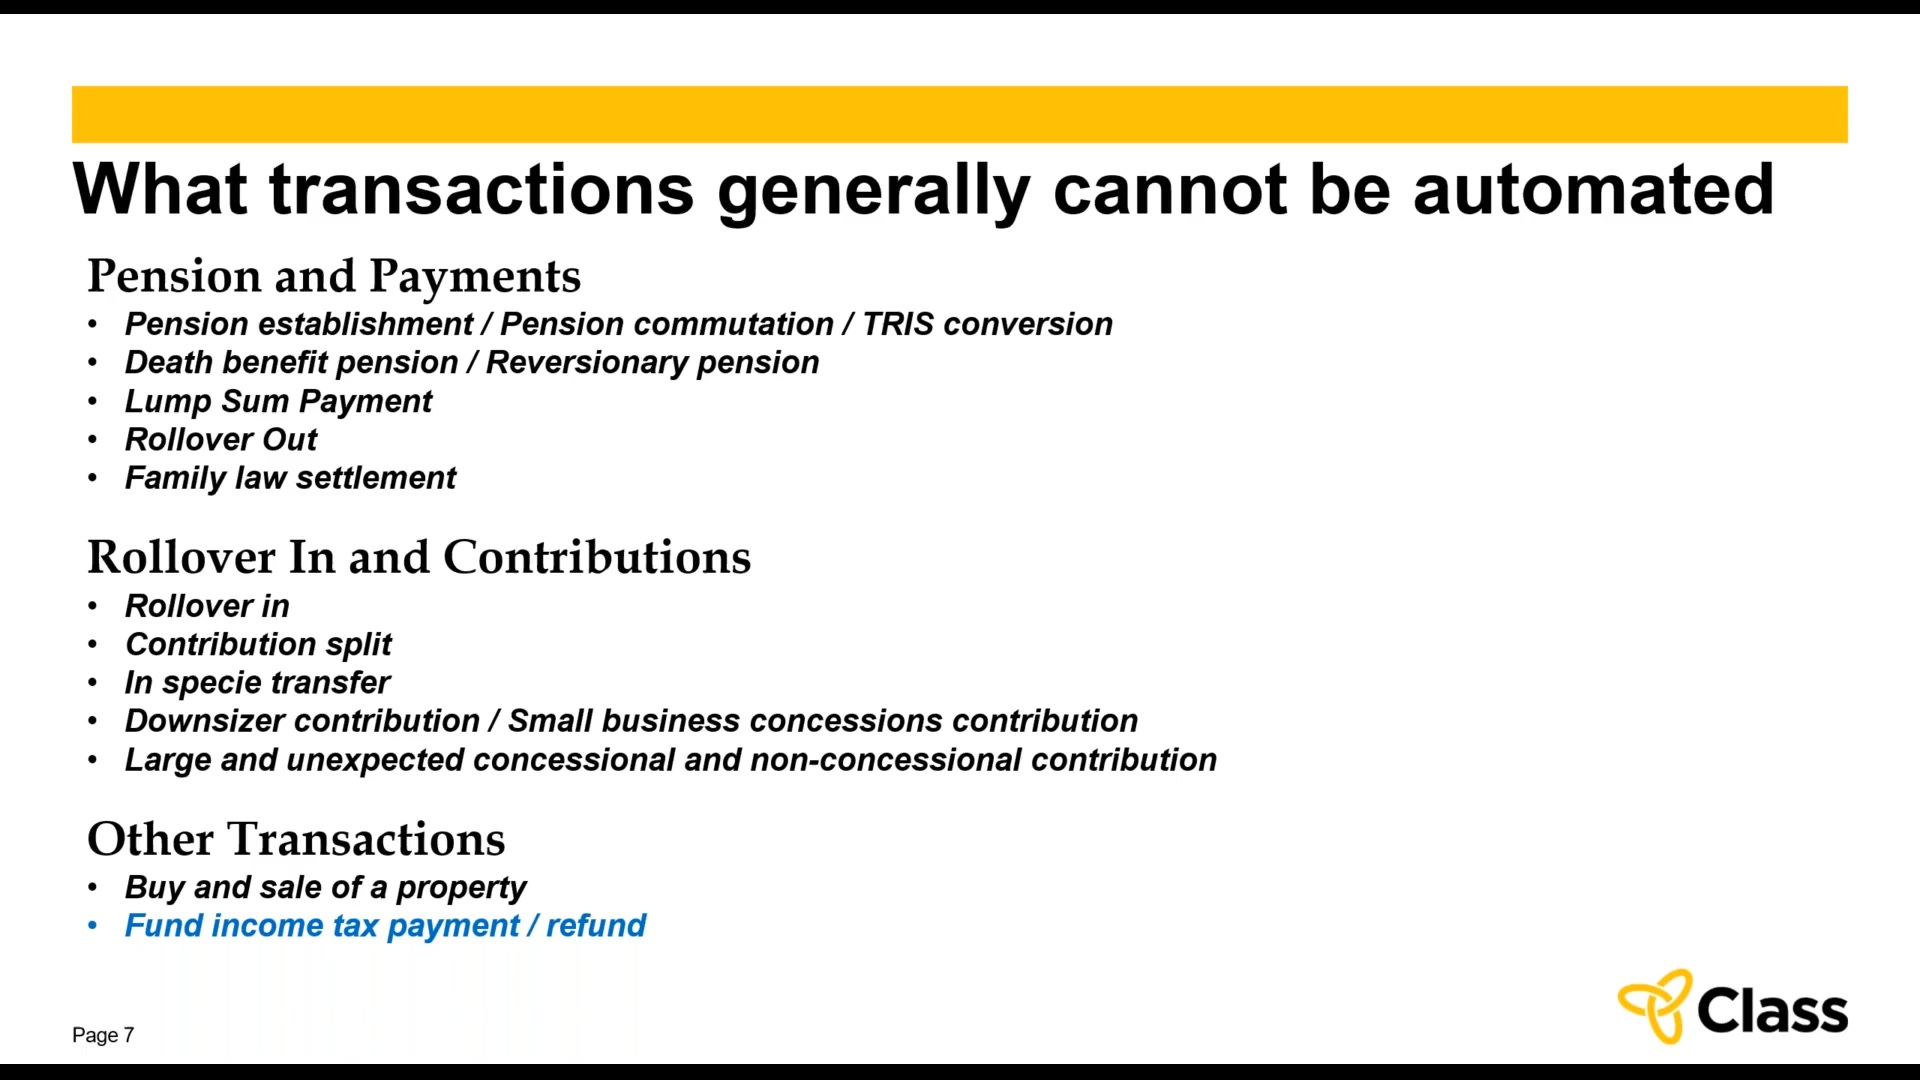 What transactions generally cannot be automated
Pension and Payments
• Pension establishment / Pension commutation / TRIS conversion
• Death benefit pension / Reversionary pension
• Lump Sum Payment
• Rollover Out
• Family law settlement
Rollover In and Contributions
• Rollover in
• Contribution split
• In specie transfer
• Downsizer contribution / Small business concessions contribution
• Large and unexpected concessional and non-concessional contribution
Other Transactions
• Buy and sale of a property
• Fund income tax payment / refund
Class
Page 7